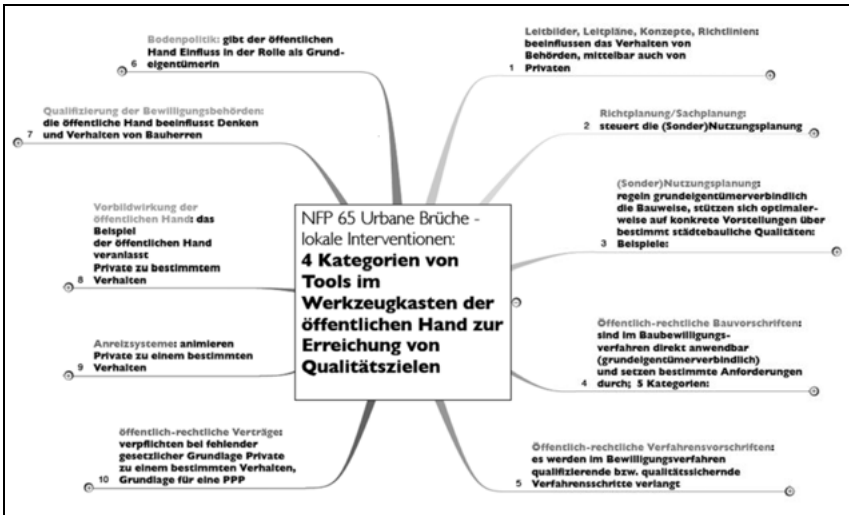 NFP 65 Urbane Brüche -
lokale Interventionen:
4 Kategorien von
Tools im
Werkzeugkasten der
öffentlichen Hand zur
Erreichung von
Qualitätszielen
Leitbilder, Leitpläne, Konzepte, Richtlinien:
beeinflussen das Verhalten von
Behörden, mittelbar auch von
1 Privaten
Richtplanung/Sachplanung:
2 steuert die (Sonder)Nutzungsplanung
(Sonder)Nutzungsplanung:
regeln grundeigentümerverbindlich
die Bauweise, stützen sich optimaler-
weise auf konkrete Vorstellungen über
bestimmt städtebauliche Qualitäten:
3 Beispiele:
Öffentlich-rechtliche Bauvorschriften:
sind im Baubewilligungs-
verfahren direkt anwendbar
(grundeigentümerverbindlich)
und setzen bestimmte Anforderungen
4 durch; 5 Kategorien:
Öffentlich-rechtliche Verfahrensvorschriften:
es werden im Bewilligungsverfahren
qualifizierende bzw. qualitätssichernde
5 Verfahrensschritte verlangt
Bodenpolitik: gibt der öffentlichen
Hand Einfluss in der Rolle als Grund-
6 eigentümerin
Qualifizierung der Bewilligungsbehörden:
die öffentliche Hand beeinflusst Denken
7 und Verhalten von Bauherren
Vorbildwirkung der
öffentlichen Hand: das
Beispiel
der öffentlichen Hand
veranlasst
Private zu bestimmtem
8 Verhalten
Anreizsysteme: animieren
Private zu einem bestimmten
9 Verhalten
öffentlich-rechtliche Verträge:
verpflichten bei fehlender
gesetzlicher Grundlage Private
zu einem bestimmten Verhalten,
10 Grundlage für eine PPP